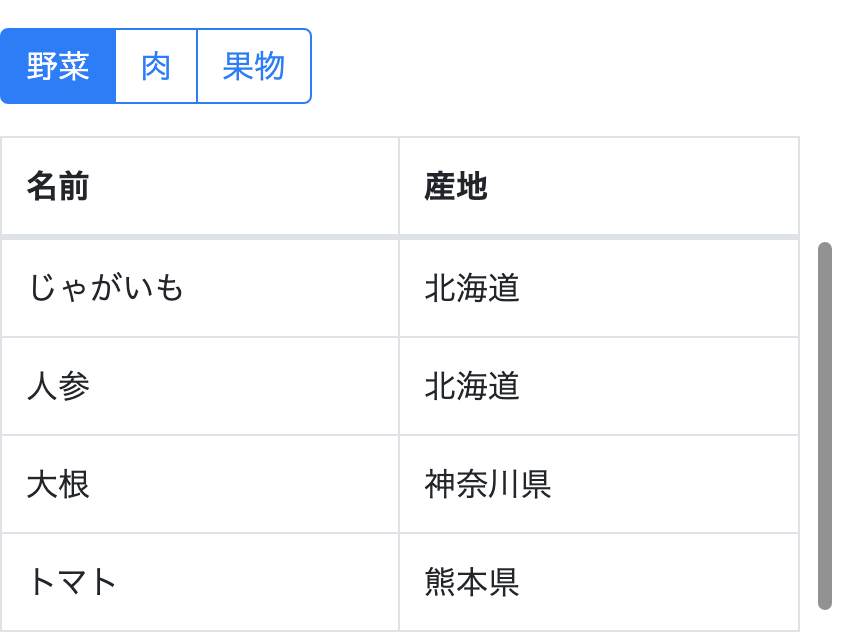 野菜 肉 果物
名前 産地
じゃがいも 北海道
人参 北海道
大根 神奈川県
トマト 熊本県